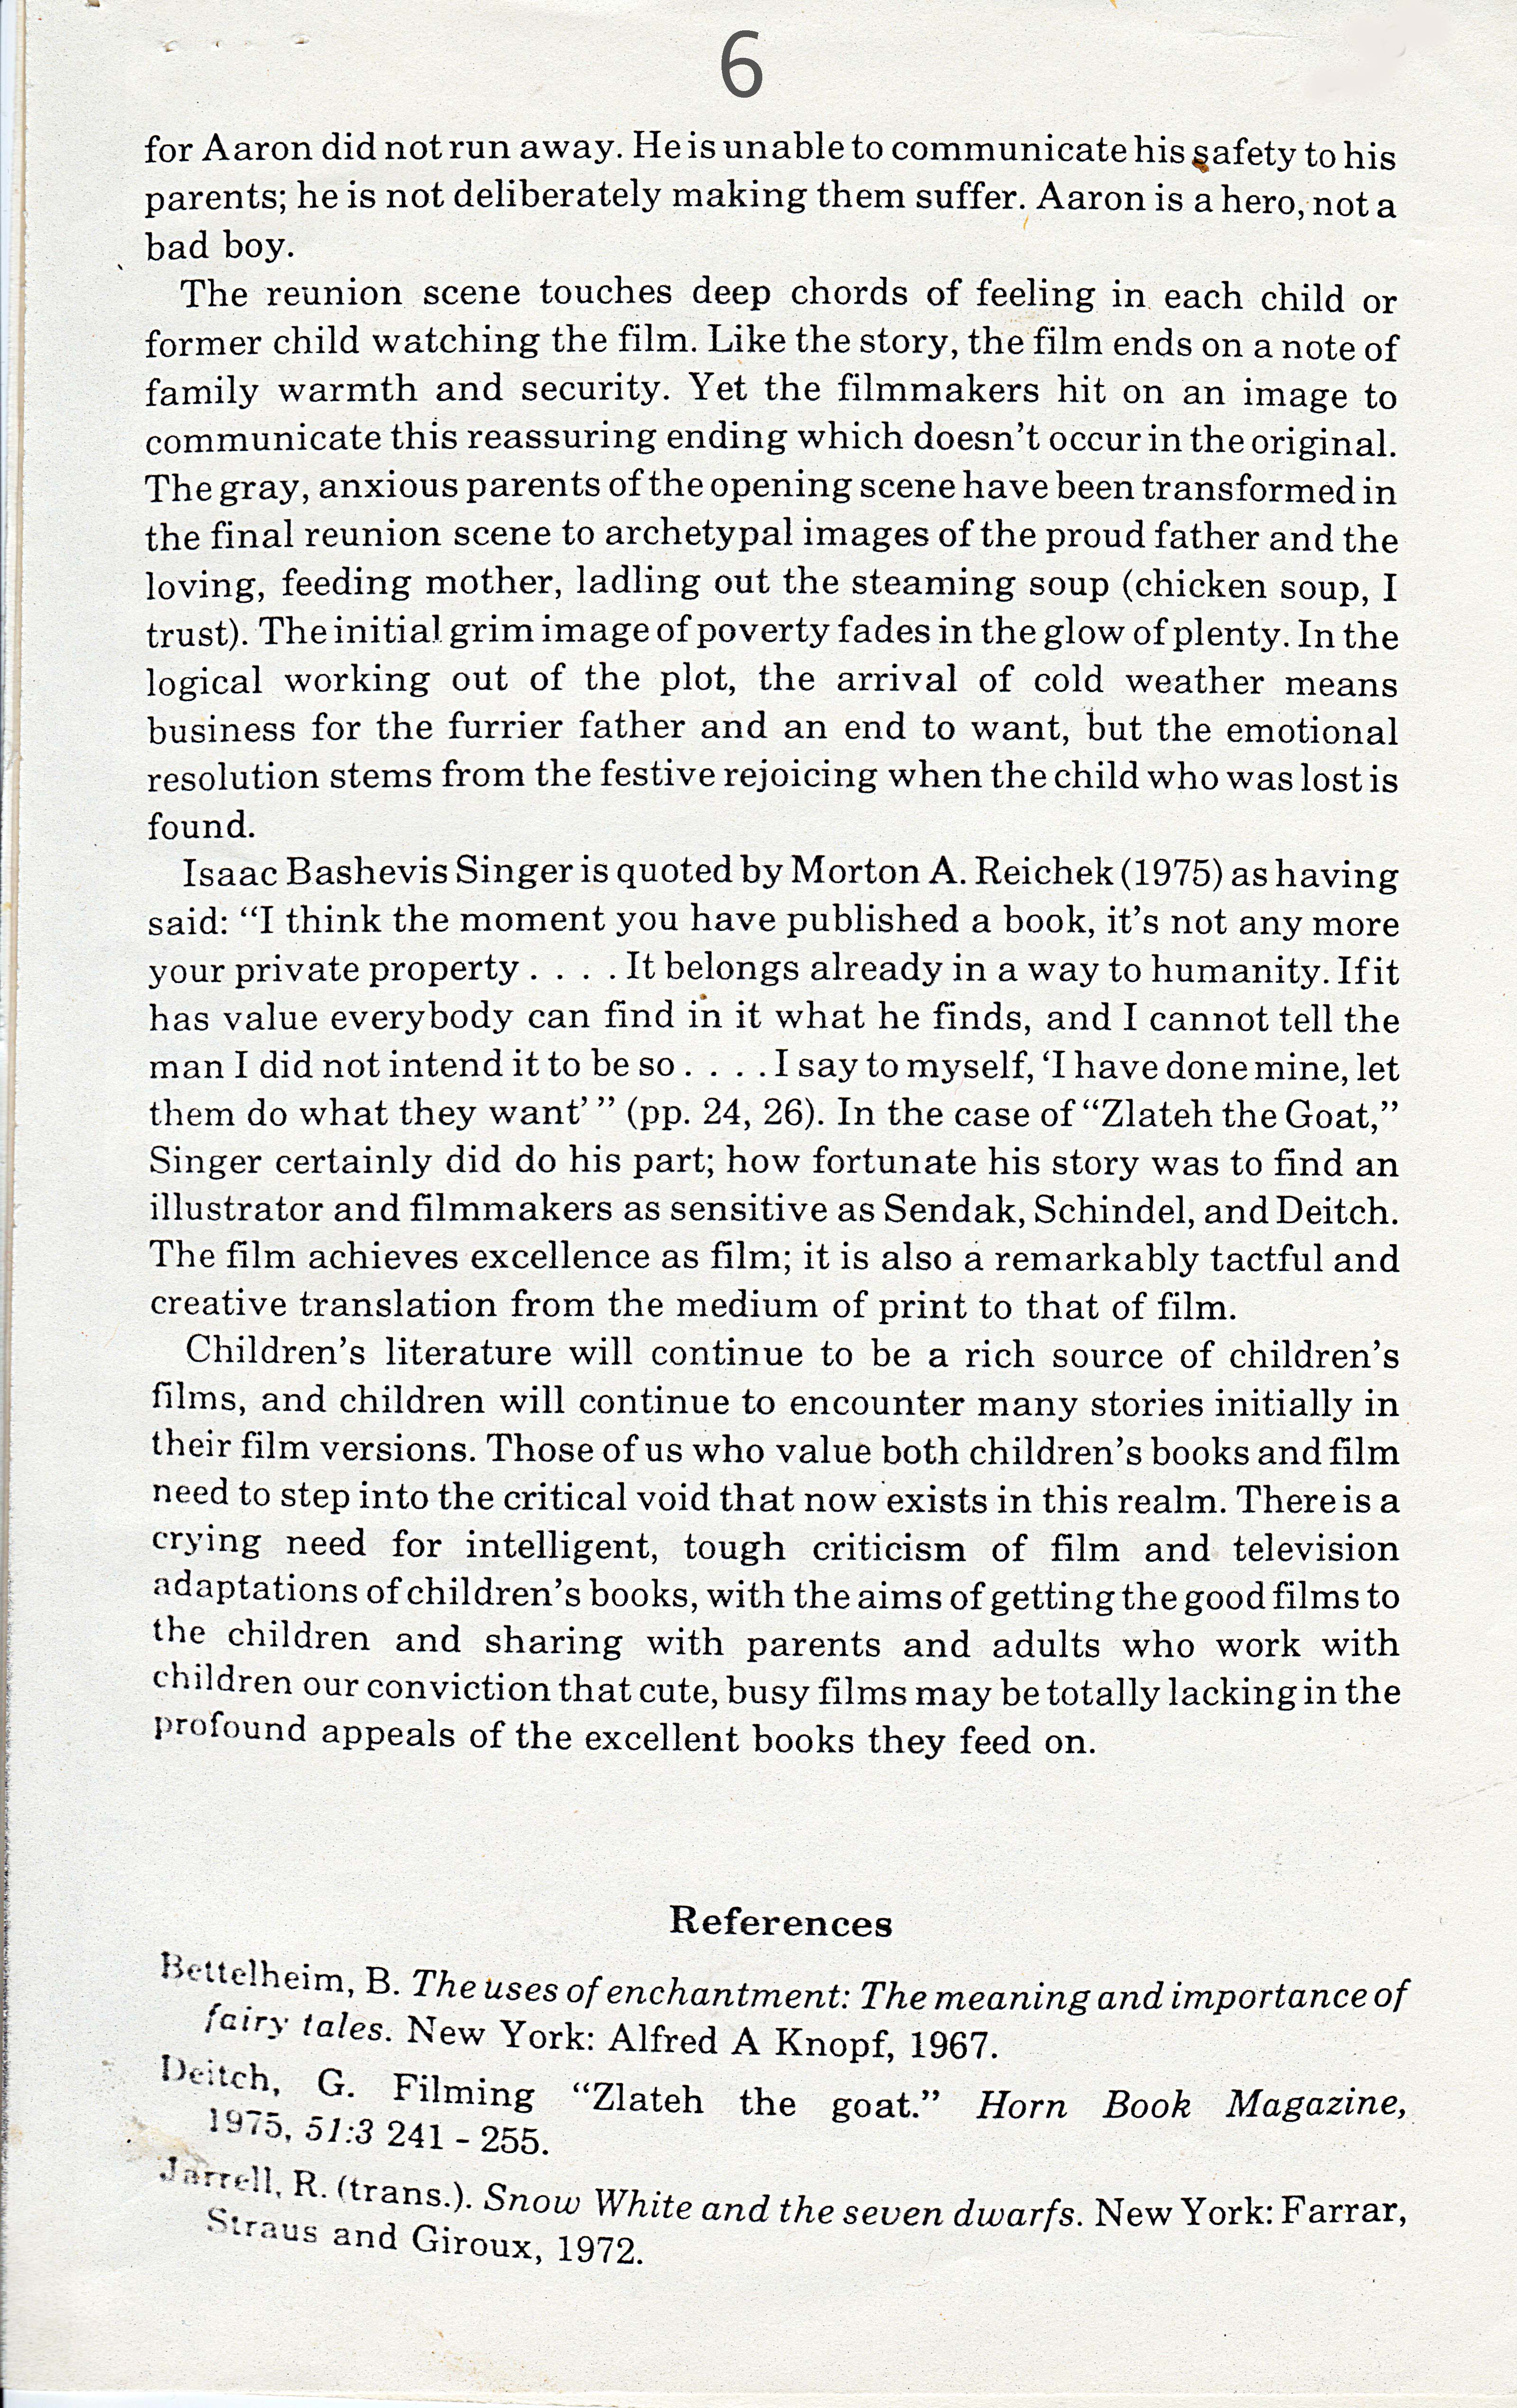 6
for Aaron did not run away. He is unable to communicate his safety to his
parents; he is not deliberately making them suffer. Aaron is a hero, not a
bad boy.
The reunion scene touches deep chords of feeling in each child or
former child watching the film. Like the story, the film ends on a note of
family warmth and security. Yet the filmmakers hit on an image to
communicate this reassuring ending which doesn’t occur in the original.
The gray, anxious parents of the opening scene have been transformed in
the final reunion scene to archetypal images of the proud father and the
loving, feeding mother, ladling out the steaming soup (chicken soup, I
trust). The initial grim image of poverty fades in the glow of plenty. In the
logical working out of the plot, the arrival of cold weather means
business for the furrier father and an end to want, but the emotional
resolution stems from the festive rejoicing when the child who was lost is
found.
Isaac Bashevis Singer is quoted by Morton A. Reichek (1975) as having
said: “I think the moment you have published a book, it’s not any more
your private property . . . . It belongs already in a way to humanity. If it
has value everybody can find in it what he finds, and I cannot tell the
man I did not intend it to be so . . . . I say to myself, ‘I have done mine, let
them do what they want’ ” (pp. 24, 26). In the case of “Zlateh the Goat,”
Singer certainly did do his part; how fortunate his story was to find an
illustrator and filmmakers as sensitive as Sendak, Schindel, and Deitch.
The film achieves excellence as film; it is also a remarkably tactful and
creative translation from the medium of print to that of film.
Children’s literature will continue to be a rich source of children’s
films, and children will continue to encounter many stories initially in
their film versions. Those of us who value both children’s books and film
need to step into the critical void that now exists in this realm. There is a
crying need for intelligent, tough criticism of film and television
adaptations of children’s books, with the aims of getting the good films to
the children and sharing with parents and adults who work with
children our conviction that cute, busy films may be totally lacking in the
profound appeals of the excellent books they feed on.
References
Bettelheim, B. The uses of enchantment: The meaning and importance of
fairy tales. New York: Alfred A Knopf, 1967.
Deitch, G. Filming “Zlateh the goat.” Horn Book Magazine,
1975, 51:3 241 - 255.
Jarrell, R. (trans.). Snow White and the seven dwarfs. New York: Farrar,
Straus and Giroux, 1972.